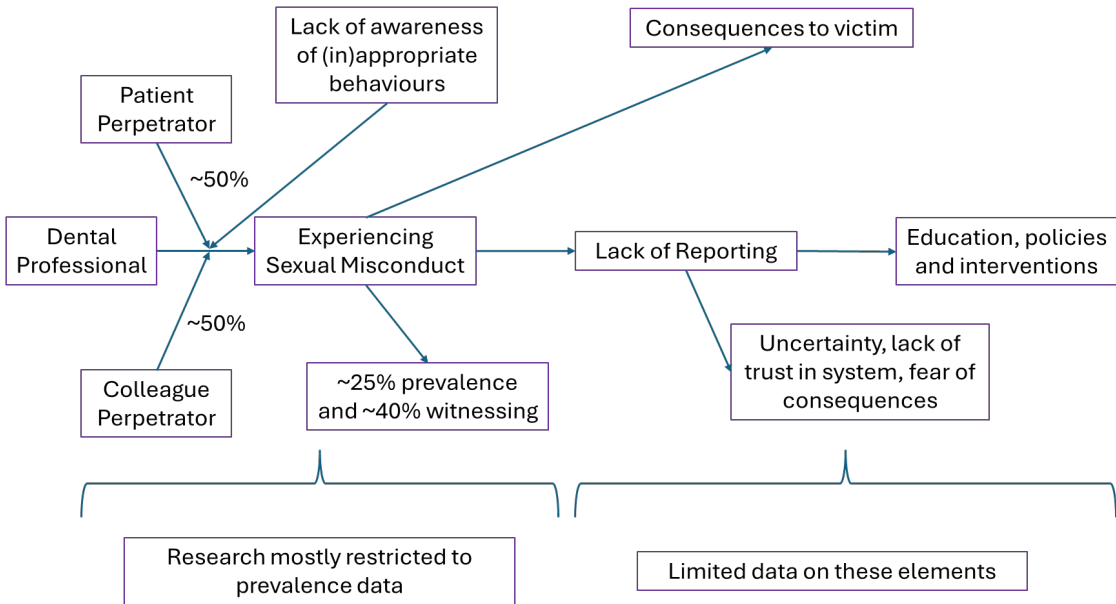 Lack of awareness
of (in)appropriate
behaviours
Consequences to victim
Patient
Perpetrator
~50%
Dental
Professional
Experiencing
Sexual Misconduct
Lack of Reporting
Education, policies
and interventions
~50%
Colleague
Perpetrator
~25% prevalence
and ~40% witnessing
Uncertainty, lack of
trust in system, fear of
consequences
Research mostly restricted to
prevalence data
Limited data on these elements